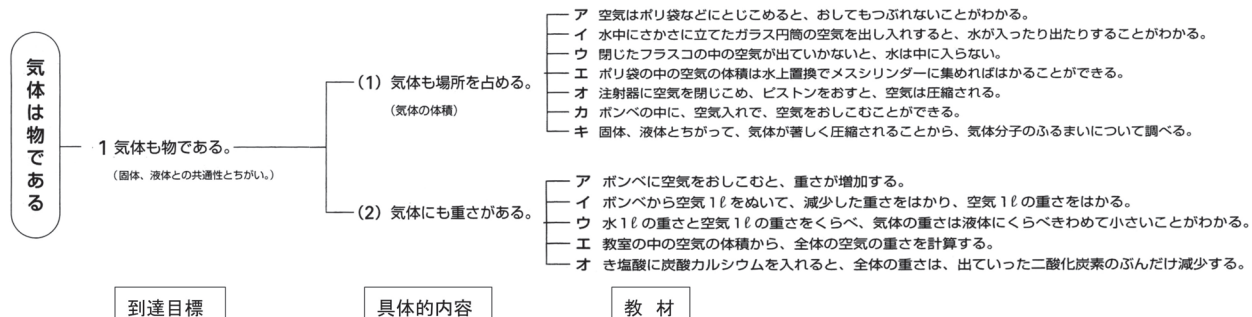 気体は物である
1 気体も物である。
(固体、液体との共通性とちがい。)
(1) 気体も場所を占める。
(気体の体積)
ア 空気はポリ袋などにとじこめると、おしてもつぶれないことがわかる。
イ 水中にさかさに立てたガラス円筒の空気を出し入れすると、水が入ったり出たりすることがわかる。
ウ 閉じたフラスコの中の空気が出ていかないと、水は中に入らない。
エ ポリ袋の中の空気の体積は水上置換でメスシリンダーに集めればはかることができる。
オ 注射器に空気を閉じこめ、ピストンをおすと、空気は圧縮される。
カ ボンベの中に、空気入れで、空気をおしこむことができる。
キ 固体、液体とちがって、気体が著しく圧縮されることから、気体分子のふるまいについて調べる。
(2) 気体にも重さがある。
ア ボンベに空気をおしこむと、重さが増加する。
イ ボンベから空気1ℓをぬいて、減少した重さをはかり、空気1ℓの重さをはかる。
ウ 水1ℓの重さと空気1ℓの重さをくらべ、気体の重さは液体にくらべきわめて小さいことがわかる。
エ 教室の中の空気の体積から、全体の空気の重さを計算する。
オ き塩酸に炭酸カルシウムを入れると、全体の重さは、出ていった二酸化炭素のぶんだけ減少する。
到達目標
具体的内容
教 材